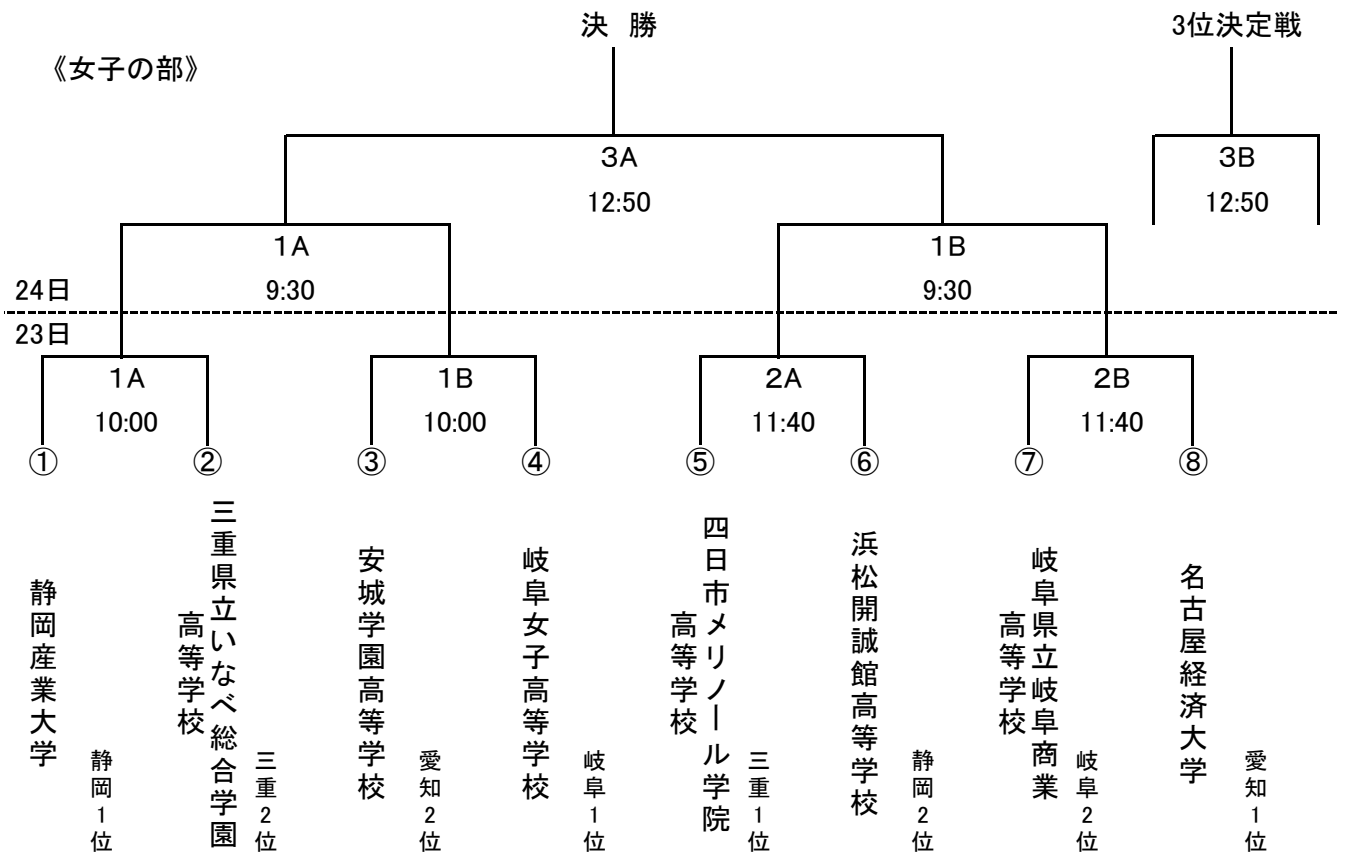 決 勝
3位決定戦
《女子の部》
3A
12:50
3B
12:50
1A
9:30
1B
9:30
24日
23日
1A
10:00
1B
10:00
2A
11:40
2B
11:40
①
②
③
④
⑤
⑥
⑦
⑧
静岡産業大学
静岡1位
三重県立いなべ総合学園
高等学校
三重2位
安城学園高等学校
愛知2位
岐阜女子高等学校
岐阜1位
四日市メリノール学院
高等学校
三重1位
浜松開誠館高等学校
静岡2位
岐阜県立岐阜商業
高等学校
岐阜2位
名古屋経済大学
愛知1位